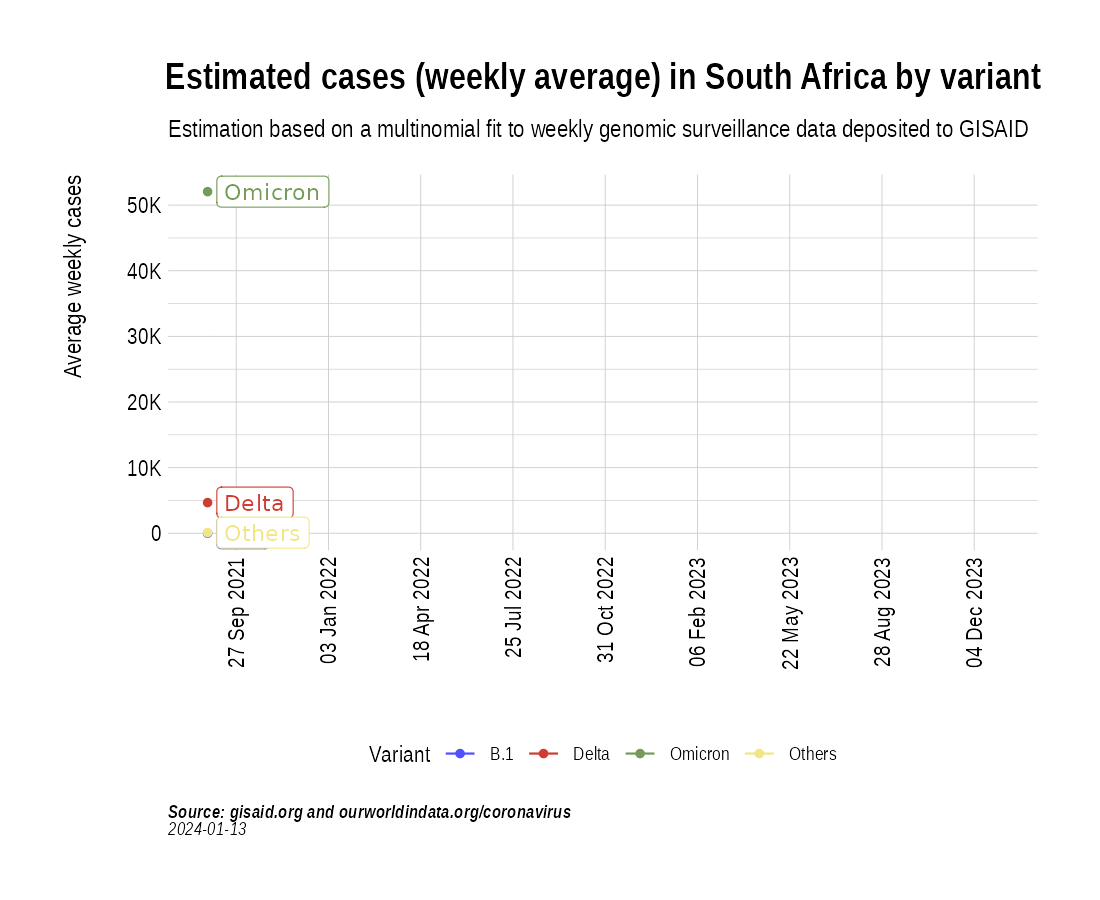 Estimated cases (weekly average) in South Africa by variant
Estimation based on a multinomial fit to weekly genomic surveillance data deposited to GISAID
Average weekly cases
50K
40K
30K
20K
10K
0
Omicron
Delta
Others
27 Sep 2021
03 Jan 2022
18 Apr 2022
25 Jul 2022
31 Oct 2022
06 Feb 2023
22 May 2023
28 Aug 2023
04 Dec 2023
Variant B.1 Delta Omicron Others
Source: gisaid.org and ourworldindata.org/coronavirus
2024-01-13